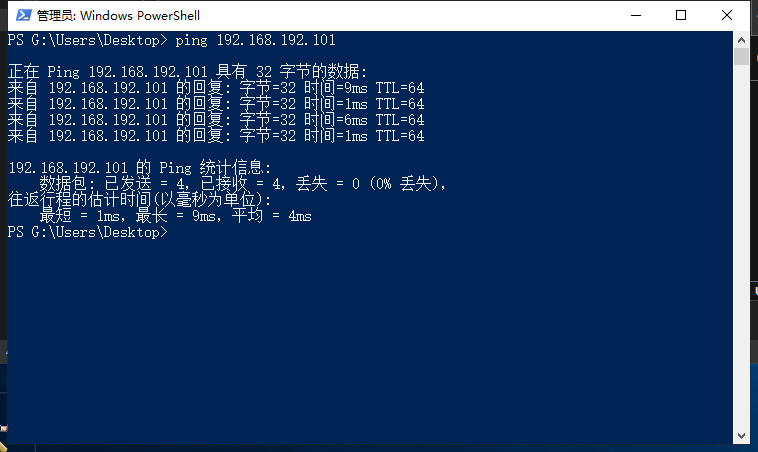 管理员: Windows PowerShell
PS G:\Users\Desktop> ping 192.168.192.101
正在 Ping 192.168.192.101 具有 32 字节的数据:
来自 192.168.192.101 的回复: 字节=32 时间=9ms TTL=64
来自 192.168.192.101 的回复: 字节=32 时间=1ms TTL=64
来自 192.168.192.101 的回复: 字节=32 时间=6ms TTL=64
来自 192.168.192.101 的回复: 字节=32 时间=1ms TTL=64
192.168.192.101 的 Ping 统计信息:
数据包: 已发送 = 4，已接收 = 4，丢失 = 0 (0% 丢失)，
往返行程的估计时间(以毫秒为单位):
最短 = 1ms，最长 = 9ms，平均 = 4ms
PS G:\Users\Desktop>